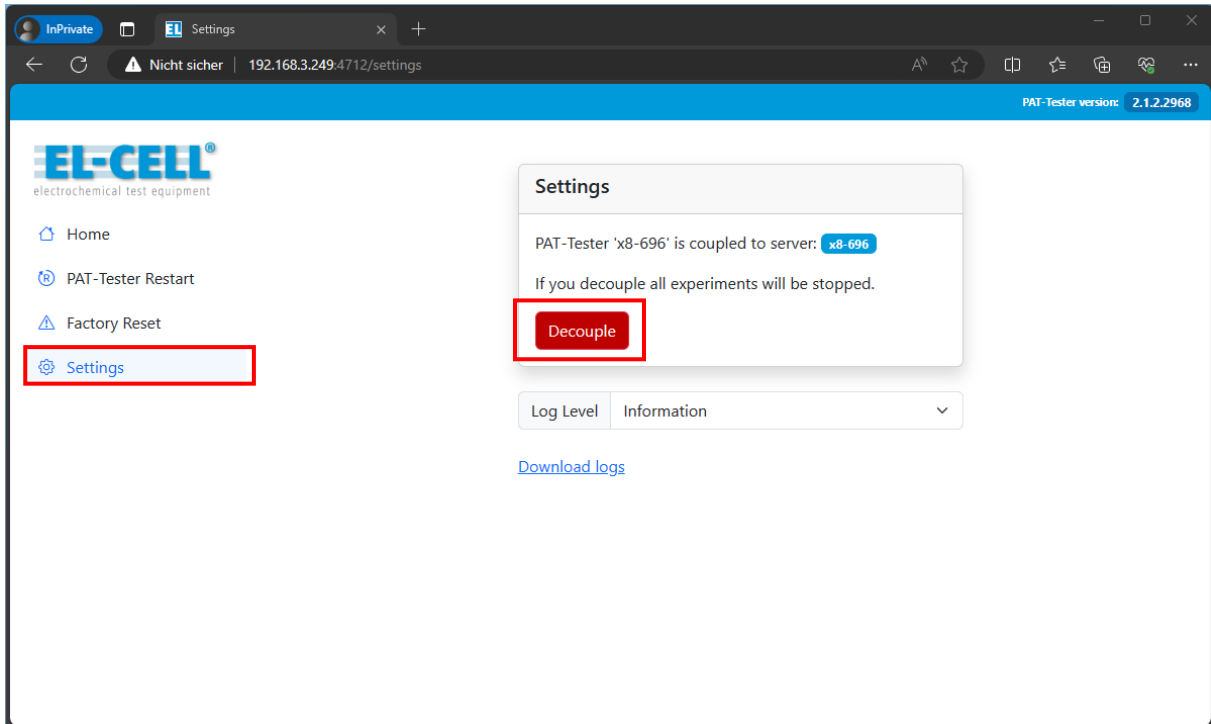 InPrivate
EL Settings
Nicht sicher | 192.168.3.249:4712/settings
PAT-Tester version: 2.1.2.2968
EL-CELL®
electrochemical test equipment
Home
PAT-Tester Restart
Factory Reset
Settings
Settings
PAT-Tester 'x8-696' is coupled to server: x8-696
If you decouple all experiments will be stopped.
Decouple
Log Level Information
Download logs